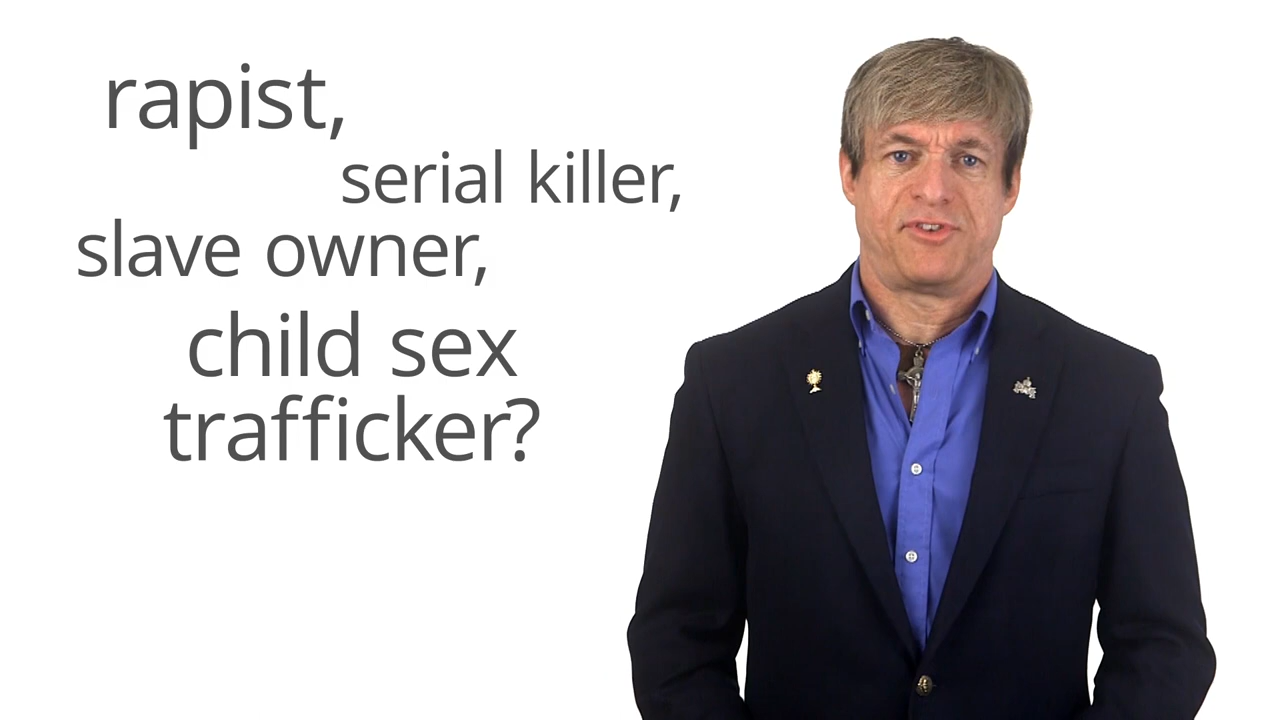 rapist,
serial killer,
slave owner,
child sex
trafficker?